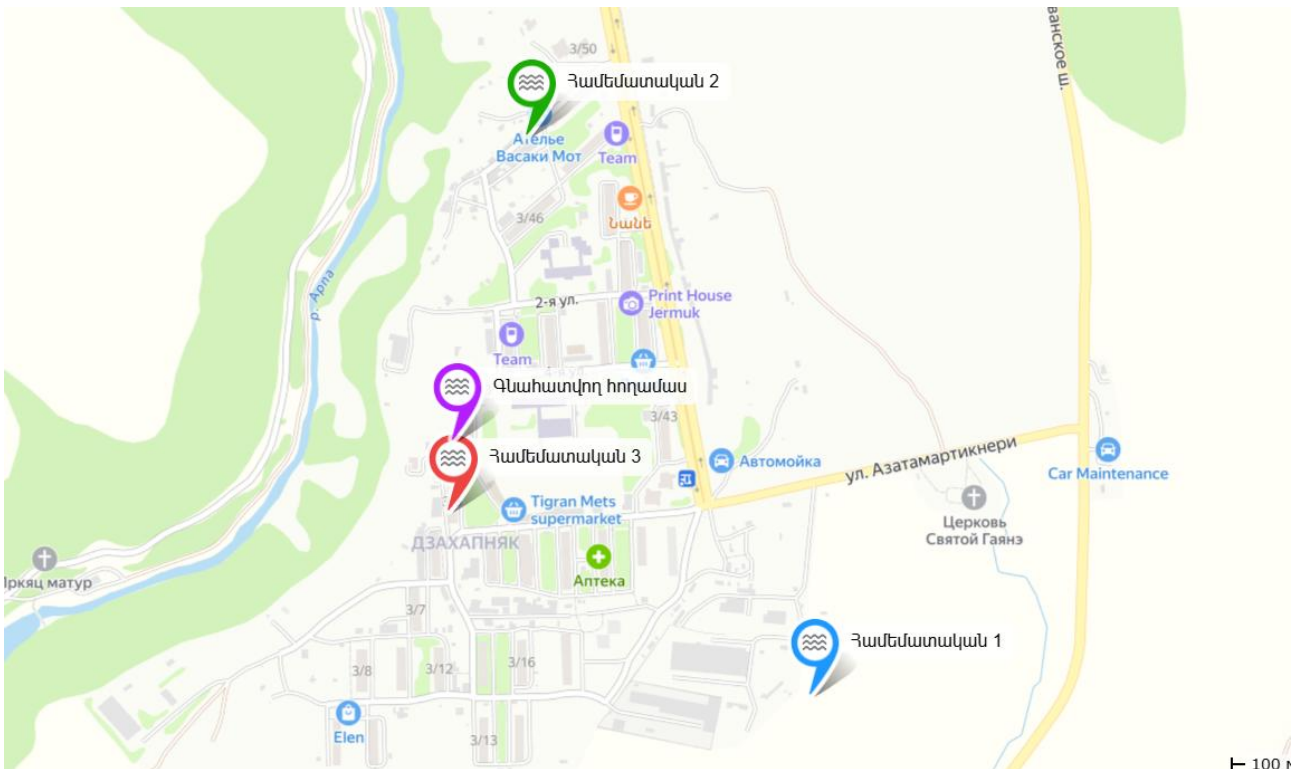 3/50
Համեմատական 2
Ателье
Васаки Мот
Team
3/46
Նանե
ванское ш.
р. Арпа
2-я ул.
Print House
Jermuk
Team
Գնահատվող հողամաս
3/43
Համեմատական 3
Автомойка
ул. Азатамартикнери
Car Maintenance
Tigran Mets
supermarket
Церковь
Святой Гаянэ
ДЗАХАПНЯК
Аптека
Иркяц матур
3/7
Համեմատական 1
3/8
3/12
3/16
Elen
3/13
100 м